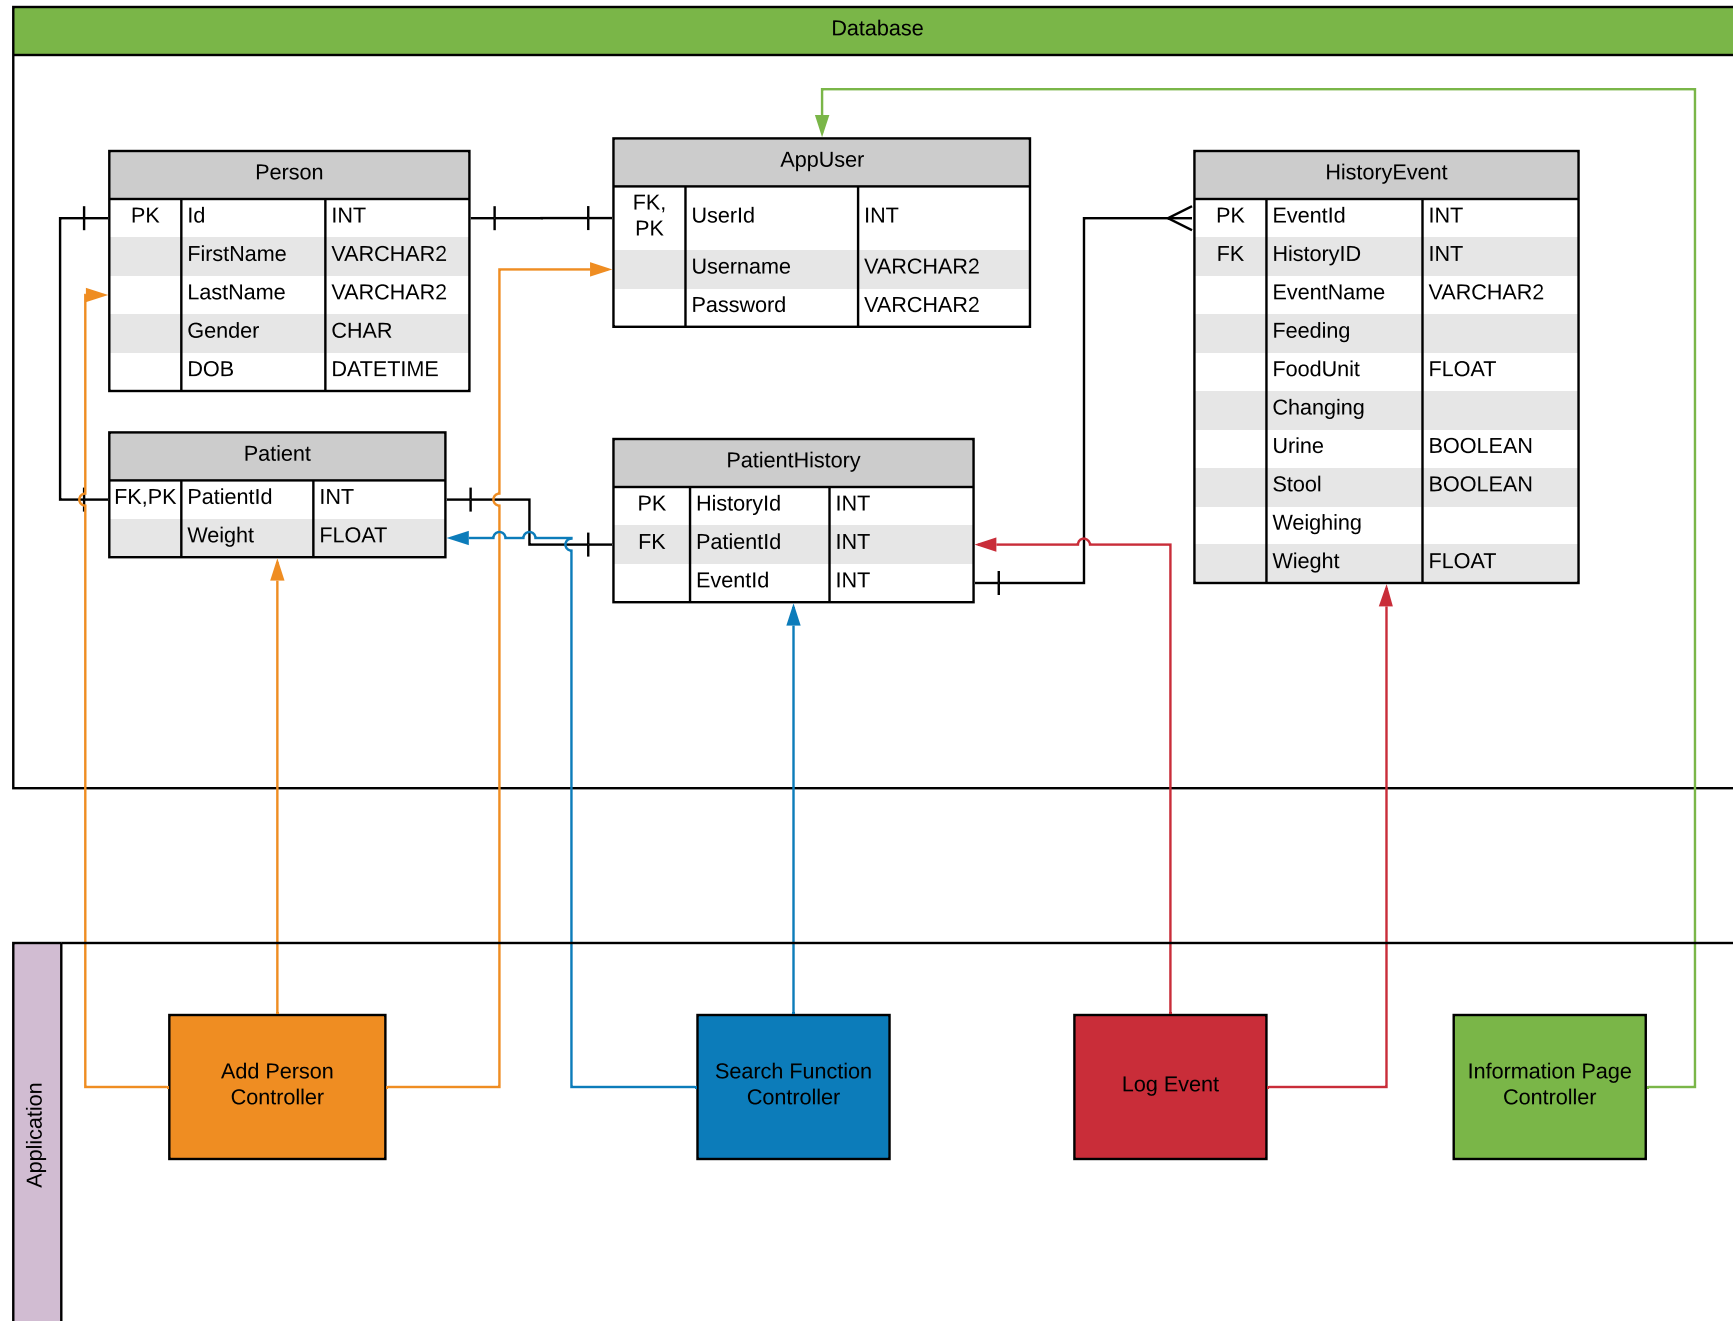 Database
Person
PK Id INT
FirstName VARCHAR2
LastName VARCHAR2
Gender CHAR
DOB DATETIME
AppUser
FK,
PK UserId INT
Username VARCHAR2
Password VARCHAR2
HistoryEvent
PK EventId INT
FK HistoryID INT
EventName VARCHAR2
Feeding
FoodUnit FLOAT
Changing
Urine BOOLEAN
Stool BOOLEAN
Weighing
Wieght FLOAT
Patient
FK,PK PatientId INT
Weight FLOAT
PatientHistory
PK HistoryId INT
FK PatientId INT
EventId INT
Application
Add Person
Controller
Search Function
Controller
Log Event
Information Page
Controller